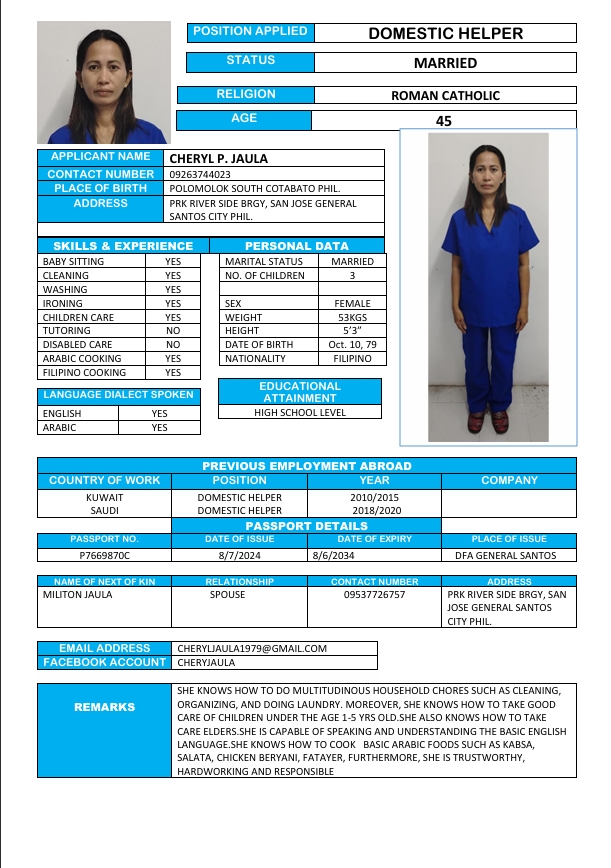 POSITION APPLIED DOMESTIC HELPER
STATUS MARRIED
RELIGION ROMAN CATHOLIC
AGE 45
APPLICANT NAME CHERYL P. JAULA
CONTACT NUMBER 09263744023
PLACE OF BIRTH POLOMOLOK SOUTH COTABATO PHIL.
ADDRESS PRK RIVER SIDE BRGY, SAN JOSE GENERAL
SANTOS CITY PHIL.
SKILLS & EXPERIENCE
BABY SITTING YES
CLEANING YES
WASHING YES
IRONING YES
CHILDREN CARE YES
TUTORING NO
DISABLED CARE NO
ARABIC COOKING YES
FILIPINO COOKING YES
PERSONAL DATA
MARITAL STATUS MARRIED
NO. OF CHILDREN 3
SEX FEMALE
WEIGHT 53KGS
HEIGHT 5’3”
DATE OF BIRTH Oct. 10, 79
NATIONALITY FILIPINO
LANGUAGE DIALECT SPOKEN
ENGLISH YES
ARABIC YES
EDUCATIONAL
ATTAINMENT
HIGH SCHOOL LEVEL
PREVIOUS EMPLOYMENT ABROAD
COUNTRY OF WORK POSITION YEAR COMPANY
KUWAIT DOMESTIC HELPER 2010/2015
SAUDI DOMESTIC HELPER 2018/2020
PASSPORT DETAILS
PASSPORT NO. DATE OF ISSUE DATE OF EXPIRY PLACE OF ISSUE
P7669870C 8/7/2024 8/6/2034 DFA GENERAL SANTOS
NAME OF NEXT OF KIN RELATIONSHIP CONTACT NUMBER ADDRESS
MILITON JAULA SPOUSE 09537726757 PRK RIVER SIDE BRGY, SAN
JOSE GENERAL SANTOS
CITY PHIL.
EMAIL ADDRESS CHERYLJAULA1979@GMAIL.COM
FACEBOOK ACCOUNT CHERYJAULA
REMARKS
SHE KNOWS HOW TO DO MULTITUDINOUS HOUSEHOLD CHORES SUCH AS CLEANING,
ORGANIZING, AND DOING LAUNDRY. MOREOVER, SHE KNOWS HOW TO TAKE GOOD
CARE OF CHILDREN UNDER THE AGE 1-5 YRS OLD.SHE ALSO KNOWS HOW TO TAKE
CARE ELDERS.SHE IS CAPABLE OF SPEAKING AND UNDERSTANDING THE BASIC ENGLISH
LANGUAGE.SHE KNOWS HOW TO COOK BASIC ARABIC FOODS SUCH AS KABSA,
SALATA, CHICKEN BERYANI, FATAYER, FURTHERMORE, SHE IS TRUSTWORTHY,
HARDWORKING AND RESPONSIBLE